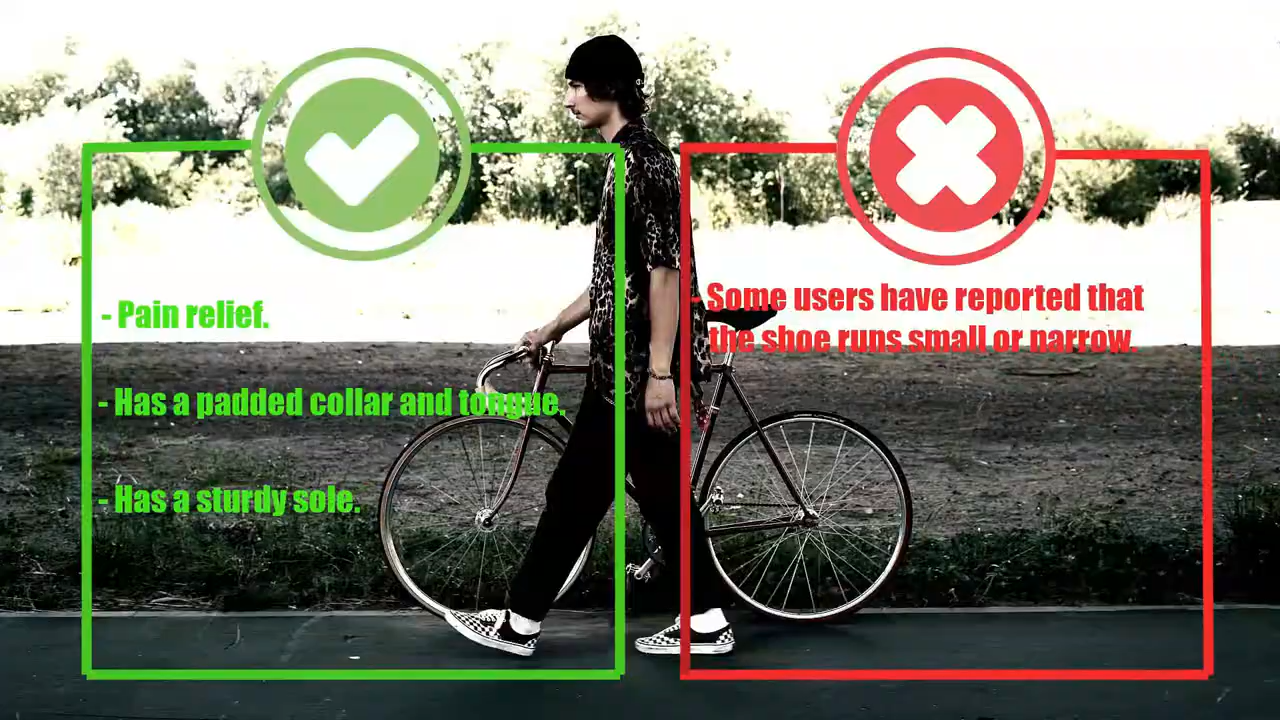 - Pain relief.
- Has a padded collar and tongue.
- Has a sturdy sole.
- Some users have reported that
the shoe runs small or narrow.